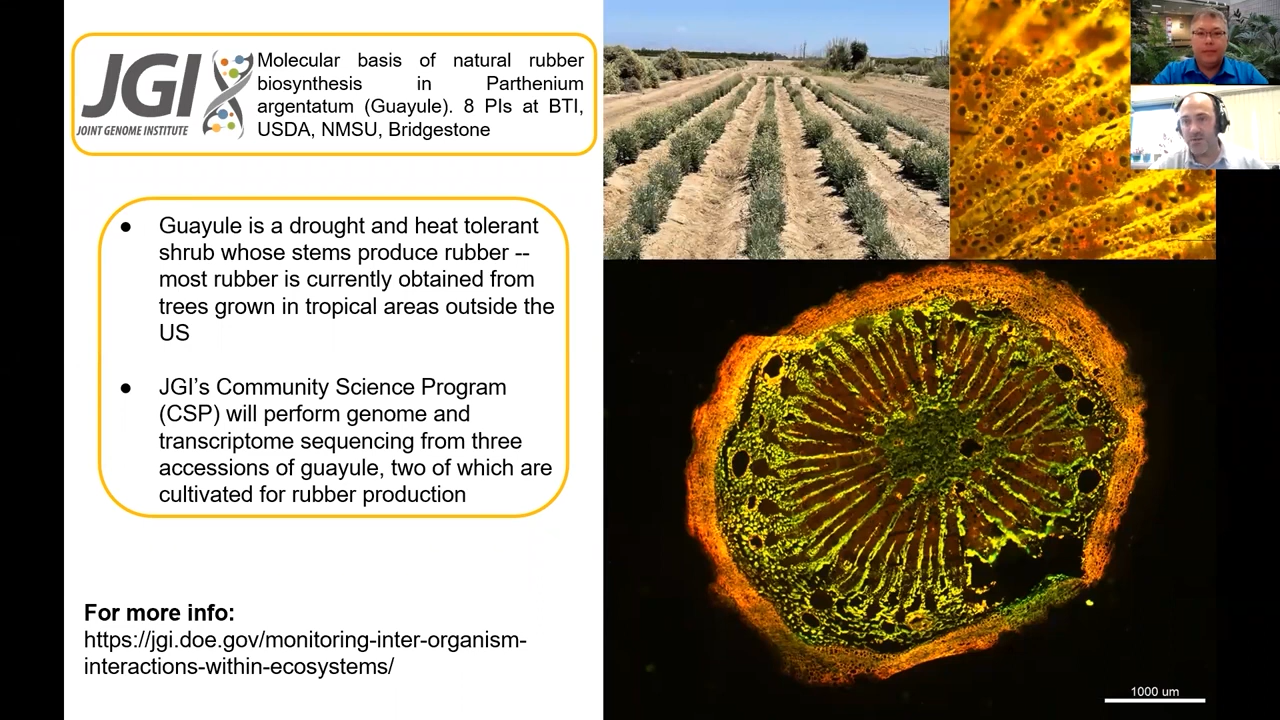 JGI
JOINT GENOME INSTITUTE
Molecular basis of natural rubber
biosynthesis in Parthenium
argentatum (Guayule). 8 PIs at BTI,
USDA, NMSU, Bridgestone
● Guayule is a drought and heat tolerant
shrub whose stems produce rubber --
most rubber is currently obtained from
trees grown in tropical areas outside the
US
● JGI’s Community Science Program
(CSP) will perform genome and
transcriptome sequencing from three
accessions of guayule, two of which are
cultivated for rubber production
For more info:
https://jgi.doe.gov/monitoring-inter-organism-
interactions-within-ecosystems/
1000 um